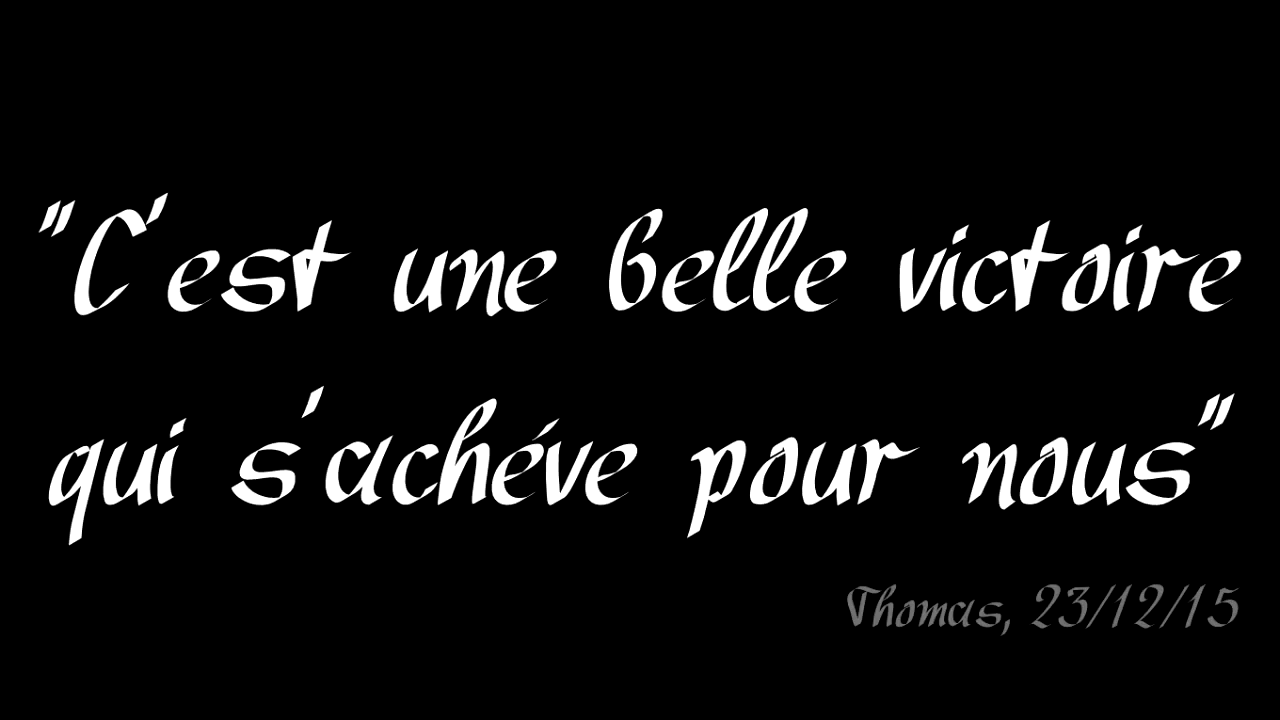 "C'est une belle victoire
qui s'achéve pour nous"
Thomas, 23/12/15